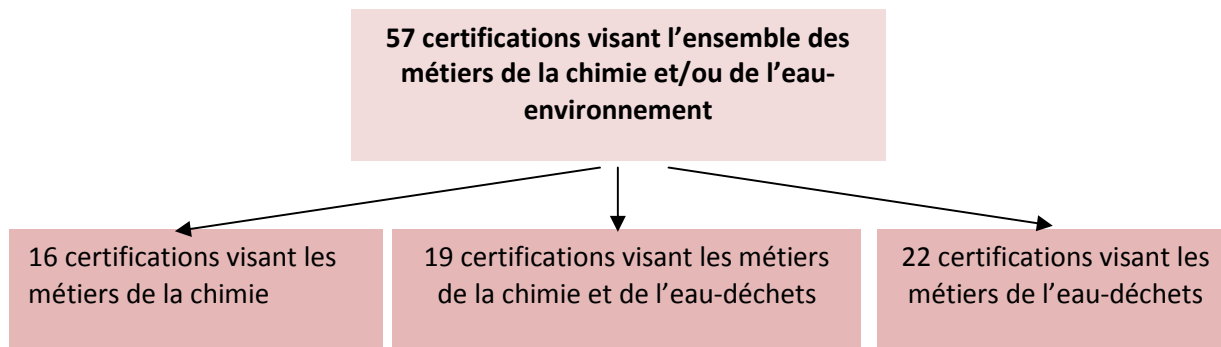 57 certifications visant l’ensemble des
métiers de la chimie et/ou de l’eau-
environnement
16 certifications visant les
métiers de la chimie
19 certifications visant les métiers
de la chimie et de l’eau-déchets
22 certifications visant les
métiers de l’eau-déchets